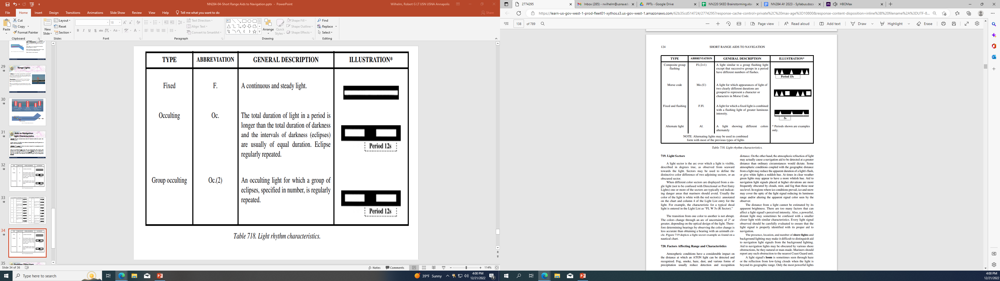 NN284-04-Short Range Aids to Navigation.pptx - PowerPoint
Wilhelm, Robert G LT USN USNA Annapolis
File Home Insert Draw Design Transitions Animations Slide Show Review View Help Tell me what you want to do Share
Paste
Cut
Copy
Format Painter
Clipboard
New Slide
Layout
Reset
Section
Slides
18
Font
Text Direction
Align Text
Convert to SmartArt
Paragraph
Arrange
Quick Styles
Shape Fill
Shape Outline
Shape Effects
Drawing
Find
Replace
Select
Editing
29
Range Lights
30
31
Aids to Navigation
Light Characteristics
32
33
34
35
Enabling Objectives
TYPE ABBREVIATION GENERAL DESCRIPTION ILLUSTRATION*
Fixed F. A continuous and steady light.
Occulting Oc. The total duration of light in a period is
longer than the total duration of darkness
and the intervals of darkness (eclipses)
are usually of equal duration. Eclipse
regularly repeated.
Period 12s
Group occulting Oc.(2) An occulting light for which a group of
eclipses, specified in number, is regularly
repeated.
Period 12s
Table 718. Light rhythm characteristics.
Slide 34 of 36
Notes Comments 114%
Type here to search
39°F Sunny
4:00 PM
12/21/2022
2774295
Inbox (285) - rwilhelm@usna.ed
PPTs - Google Drive
NN220 SKED Brainstorming.xlsx
NN284 AY 2023 - Syllabus.docx
HBOMax
https://learn-us-gov-west-1-prod-fleet01-xythos.s3.us-gov-west-1.amazonaws.com/62b35cd514724/2774295?response-cache-control=private%2C%20max-age%3D10800&response-content-disposition=inline%3B%20filename%2A%3DUTF-8...
138 of 789
Page view Read aloud Add text Draw Highlight Erase
124 SHORT RANGE AIDS TO NAVIGATION
TYPE ABBREVIATION GENERAL DESCRIPTION ILLUSTRATION*
Composite group
flashing
Fl.(2+1)
A light similar to a group flashing light
except that successive groups in a period
have different numbers of flashes.
Period 15s
Morse code Mo.(U) A light for which appearances of light of
two clearly different durations are
grouped to represent a character or
characters in Morse Code.
Fixed and flashing F.Fl. A light for which a fixed light is combined
with a flashing light of greater luminous
intensity.
5s
Alternate light Al. A light showing different colors
alternately
* Periods shown are examples
only.
NOTE: Alternating lights may be used in combined
form with most of the previous types of lights
Table 718. Light rhythm characteristics.
719. Light Sectors
A light sector is the arc over which a light is visible,
described in degrees true, as observed from seaward
towards the light. Sectors may be used to define the
distinctive color difference of two adjoining sectors, or an
obscured sector.
When different color sectors are displayed from a sin-
gle light (not to be confused with Directional or Port Entry
Lights) one or more of the sectors are typically red indicat-
ing danger areas that mariners should avoid. Usually the
color of the light is white with the red sector(s) annotated
on the chart and column 4 of the Light List entry for the
light. For example, the characteristic for a typical shoal
light is entered in the Light List as “FL W 5s (R Sector).”
The transition from one color to another is not abrupt.
The colors change through an arc of uncertainty of 2° or
greater, depending on the optical design of the light. There-
fore determining bearings by observing the color change is
less accurate than obtaining a bearing with an azimuth cir-
cle. Figure 719 depicts a light sector example as found on a
nautical chart.
720. Factors Affecting Range and Characteristics
Atmospheric conditions have a considerable impact on
the distance at which an ATON light can be detected and
recognized. Fog, smoke, haze, dust, and various forms of
precipitation usually reduce detection and recognition
distance. On the other hand, the atmospheric refraction of light
may actually cause a navigation aid to be detected at a greater
distance than ordinary circumstances would dictate. Some
atmospheric conditions coupled with the geographic distance
from a light may reduce the apparent duration of a light's flash,
or give white lights a reddish hue. At times in clear weather
green lights may appear to have a more whitish hue. Aid to
navigation light signals placed at higher elevations are more
frequently obscured by clouds, mist, and fog than those near
sea level. In regions where ice conditions prevail, ice and snow
may cover the optic of the light signal reducing its luminous
range and/or altering the apparent signal color seen by the
observer.
The distance from a light cannot be estimated by its
apparent brightness. There are too many factors that can
affect a light signal's perceived intensity. Also, a powerful,
distant light may sometimes be confused with a smaller
closer light with similar characteristics. Every light signal
observed should be carefully evaluated to ensure that the
light signal is properly identified with its proper aid to
navigation.
The presence, location, and number of shore lights and
background lighting may make it difficult to distinguish aid
to navigation light signals from the background lighting.
Aid to navigation lights may be obscured by various shore
obstructions, be they natural or man-made. Mariners should
report any such obstruction to the nearest Coast Guard unit.
A light signal's loom is sometimes seen through haze
or the reflection from low-lying clouds when the light is
beyond its geographic range. Only the most powerful lights
4:00 PM
12/21/2022